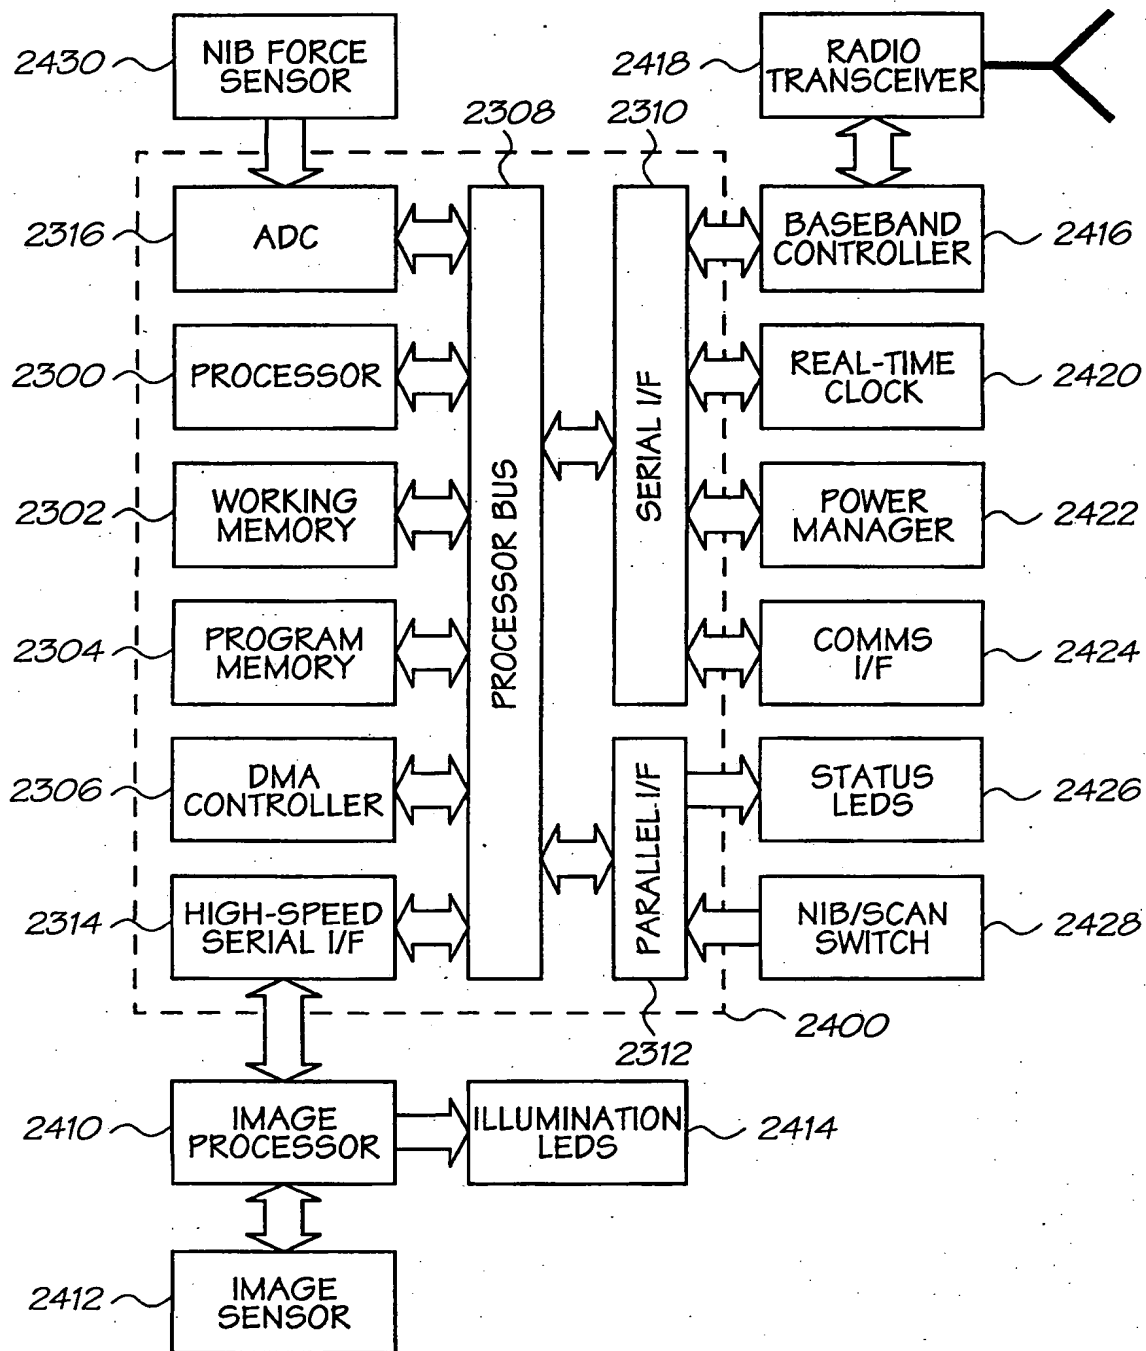 2430
NIB FORCE
SENSOR
2418
RADIO
TRANSCEIVER
2308
2310
2316
ADC
BASEBAND
CONTROLLER
2416
2300
PROCESSOR
REAL-TIME
CLOCK
2420
2302
WORKING
MEMORY
PROCESSOR BUS
SERIAL I/F
POWER
MANAGER
2422
2304
PROGRAM
MEMORY
COMMS
I/F
2424
2306
DMA
CONTROLLER
PARALLEL I/F
STATUS
LEDS
2426
2314
HIGH-SPEED
SERIAL I/F
NIB/SCAN
SWITCH
2428
2400
2312
2410
IMAGE
PROCESSOR
ILLUMINATION
LEDS
2414
2412
IMAGE
SENSOR